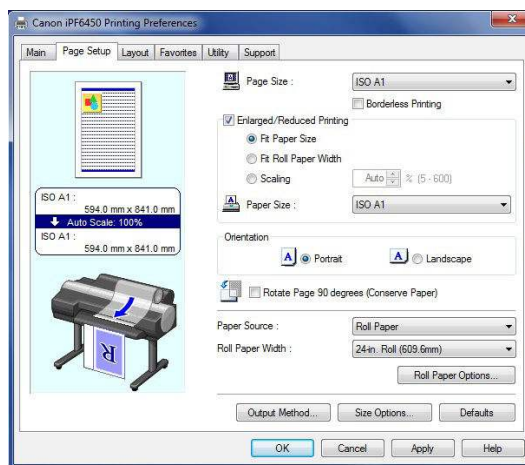 Canon iPF6450 Printing Preferences
Main Page Setup Layout Favorites Utility Support
Page Size : ISO A1
Borderless Printing
Enlarged/Reduced Printing
Fit Paper Size
Fit Roll Paper Width
Scaling Auto % (5 - 600)
ISO A1 :
594.0 mm x 841.0 mm
Auto Scale: 100%
ISO A1 :
594.0 mm x 841.0 mm
Paper Size : ISO A1
Orientation
A Portrait A Landscape
Rotate Page 90 degrees (Conserve Paper)
R
Paper Source : Roll Paper
Roll Paper Width : 24-in. Roll (609.6mm)
Roll Paper Options...
Output Method... Size Options... Defaults
OK Cancel Apply Help